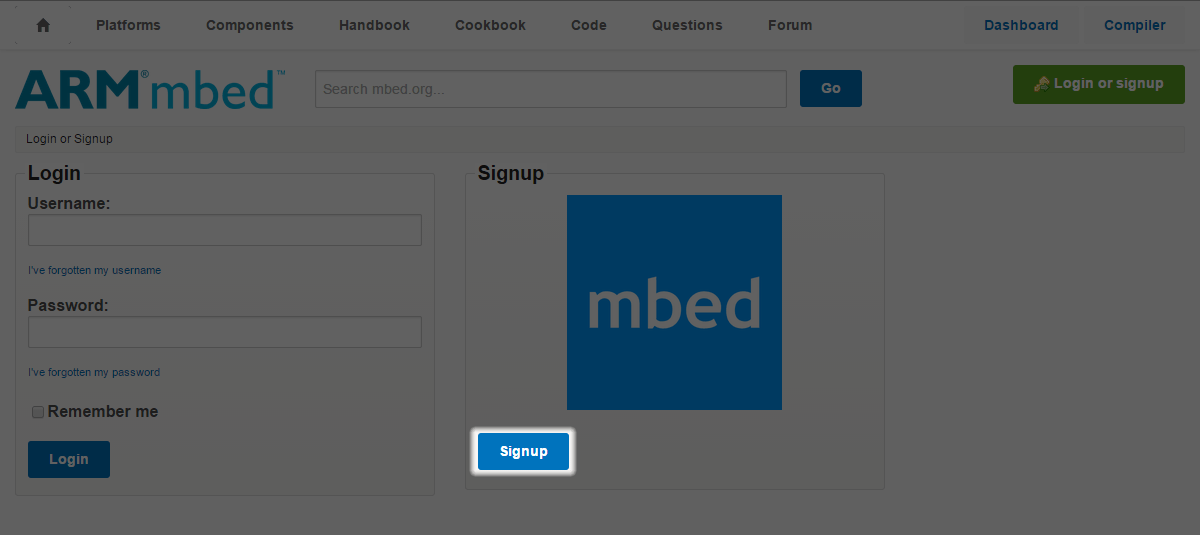 Platforms Components Handbook Cookbook Code Questions Forum Dashboard Compiler
ARM®mbed™ Search mbed.org... Go Login or signup
Login or Signup
Login
Username:
I've forgotten my username
Password:
I've forgotten my password
Remember me
Login
Signup
mbed
Signup